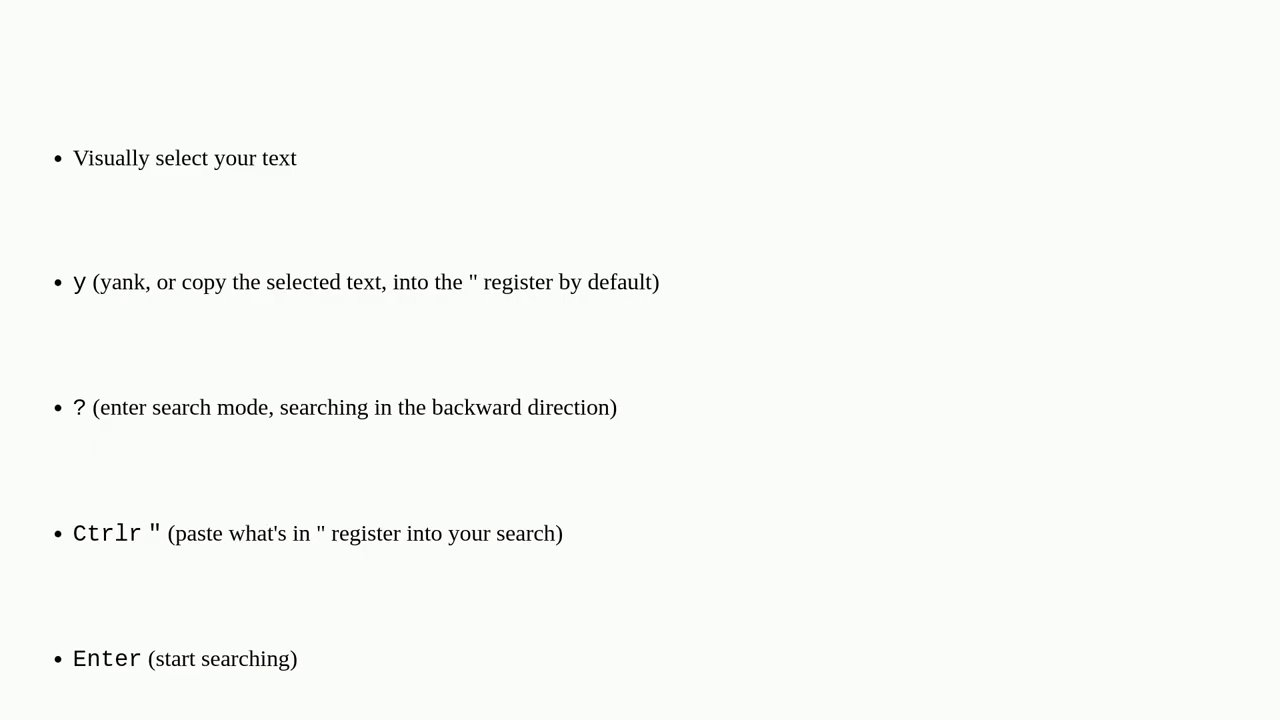 • Visually select your text
• y (yank, or copy the selected text, into the " register by default)
• ? (enter search mode, searching in the backward direction)
• Ctrlr " (paste what's in " register into your search)
• Enter (start searching)